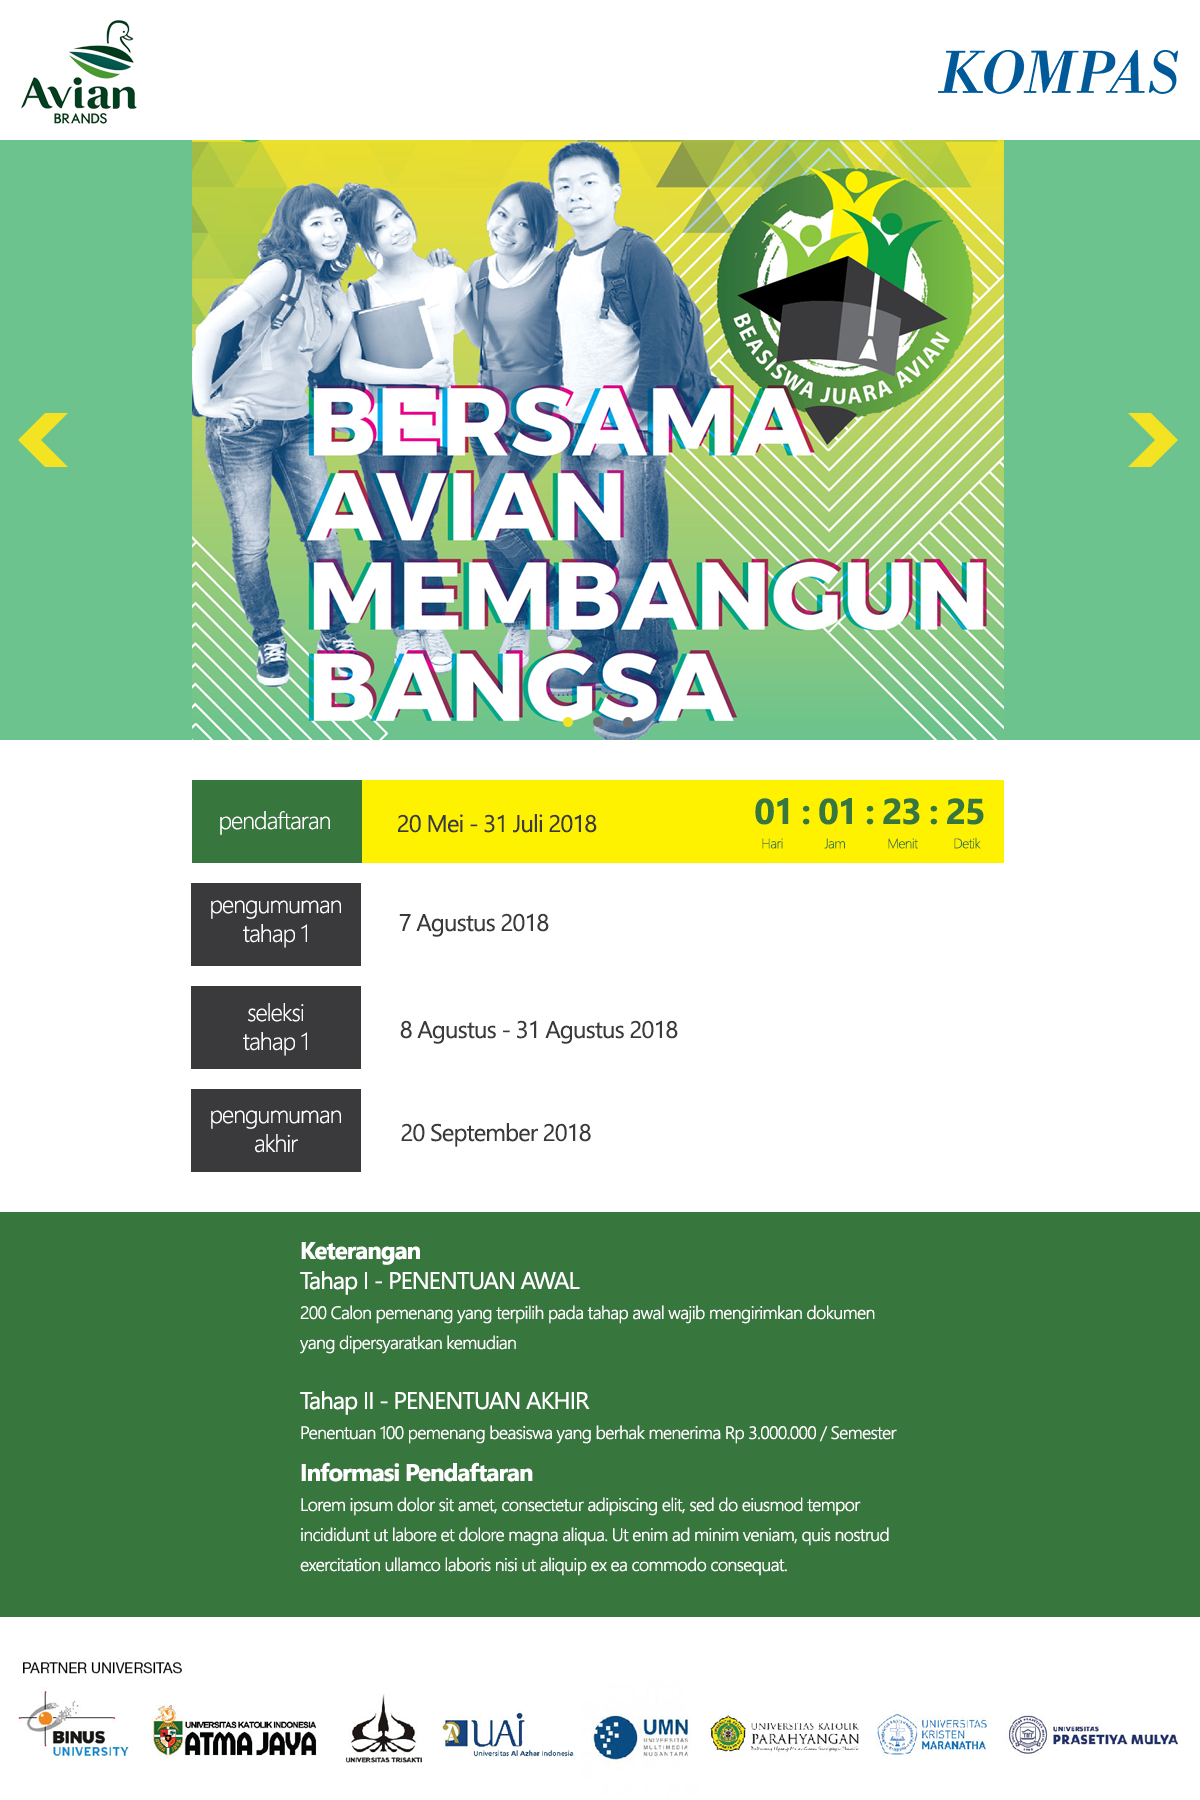 Avian
BRANDS
KOMPAS
BEASISWA JUARA AVIAN
BERSAMA
AVIAN
MEMBANGUN
BANGSA
pendaftaran
20 Mei - 31 Juli 2018
01 : 01 : 23 : 25
Hari Jam Menit Detik
pengumuman
tahap 1
7 Agustus 2018
seleksi
tahap 1
8 Agustus - 31 Agustus 2018
pengumuman
akhir
20 September 2018
Keterangan
Tahap I - PENENTUAN AWAL
200 Calon pemenang yang terpilih pada tahap awal wajib mengirimkan dokumen
yang dipersyaratkan kemudian
Tahap II - PENENTUAN AKHIR
Penentuan 100 pemenang beasiswa yang berhak menerima Rp 3.000.000 / Semester
Informasi Pendaftaran
Lorem ipsum dolor sit amet, consectetur adipiscing elit, sed do eiusmod tempor
incididunt ut labore et dolore magna aliqua. Ut enim ad minim veniam, quis nostrud
exercitation ullamco laboris nisi ut aliquip ex ea commodo consequat.
PARTNER UNIVERSITAS
BINUS
UNIVERSITY
UNIVERSITAS KATOLIK INDONESIA
ATMA JAYA
UNIVERSITAS TRISAKTI
UAI
Universitas Al Azhar Indonesia
UMN
UNIVERSITAS
MULTIMEDIA
NUSANTARA
UNIVERSITAS KATOLIK
PARAHYANGAN
UNIVERSITAS
KRISTEN
MARANATHA
UNIVERSITAS
PRASETIYA MULYA